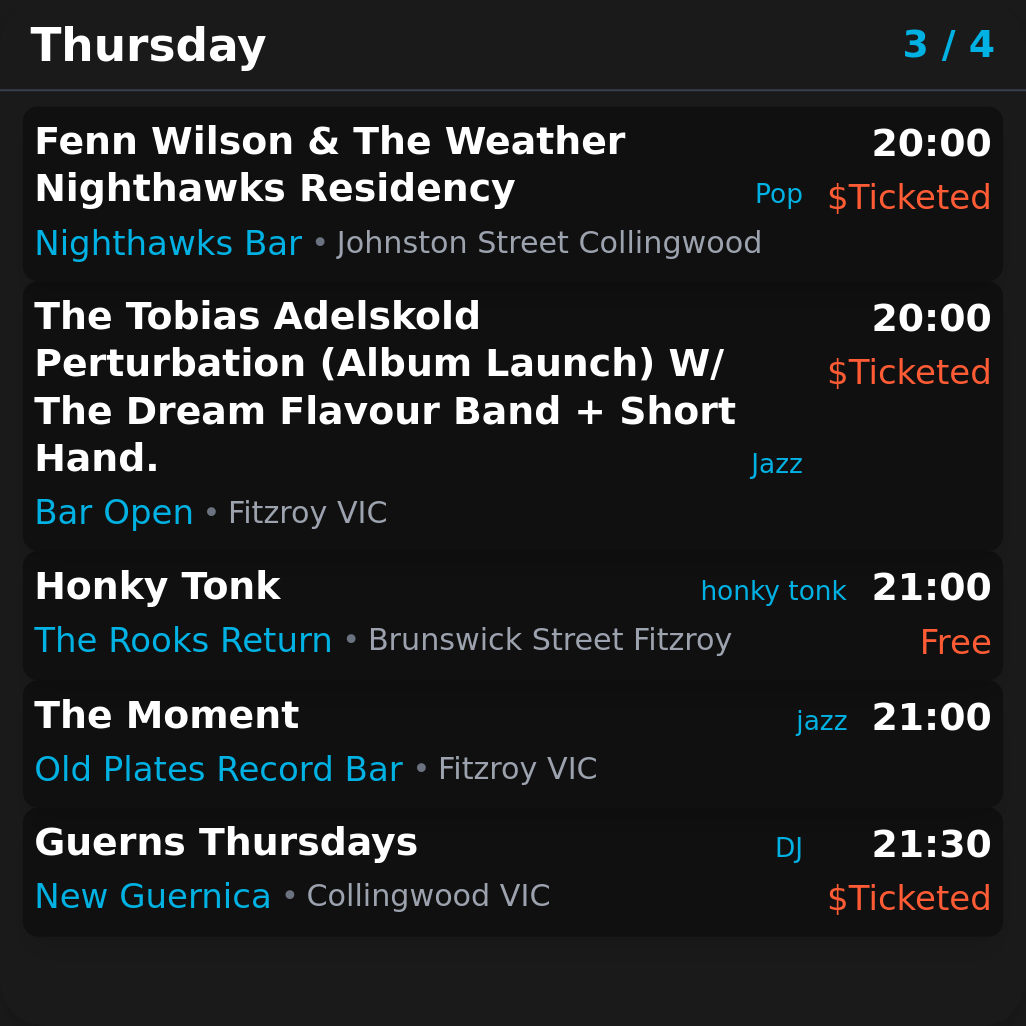 Thursday 3 / 4
Fenn Wilson & The Weather 20:00
Nighthawks Residency Pop $Ticketed
Nighthawks Bar • Johnston Street Collingwood
The Tobias Adelskold 20:00
Perturbation (Album Launch) W/ $Ticketed
The Dream Flavour Band + Short
Hand. Jazz
Bar Open • Fitzroy VIC
Honky Tonk honky tonk 21:00
The Rooks Return • Brunswick Street Fitzroy Free
The Moment jazz 21:00
Old Plates Record Bar • Fitzroy VIC
Guerns Thursdays DJ 21:30
New Guernica • Collingwood VIC $Ticketed